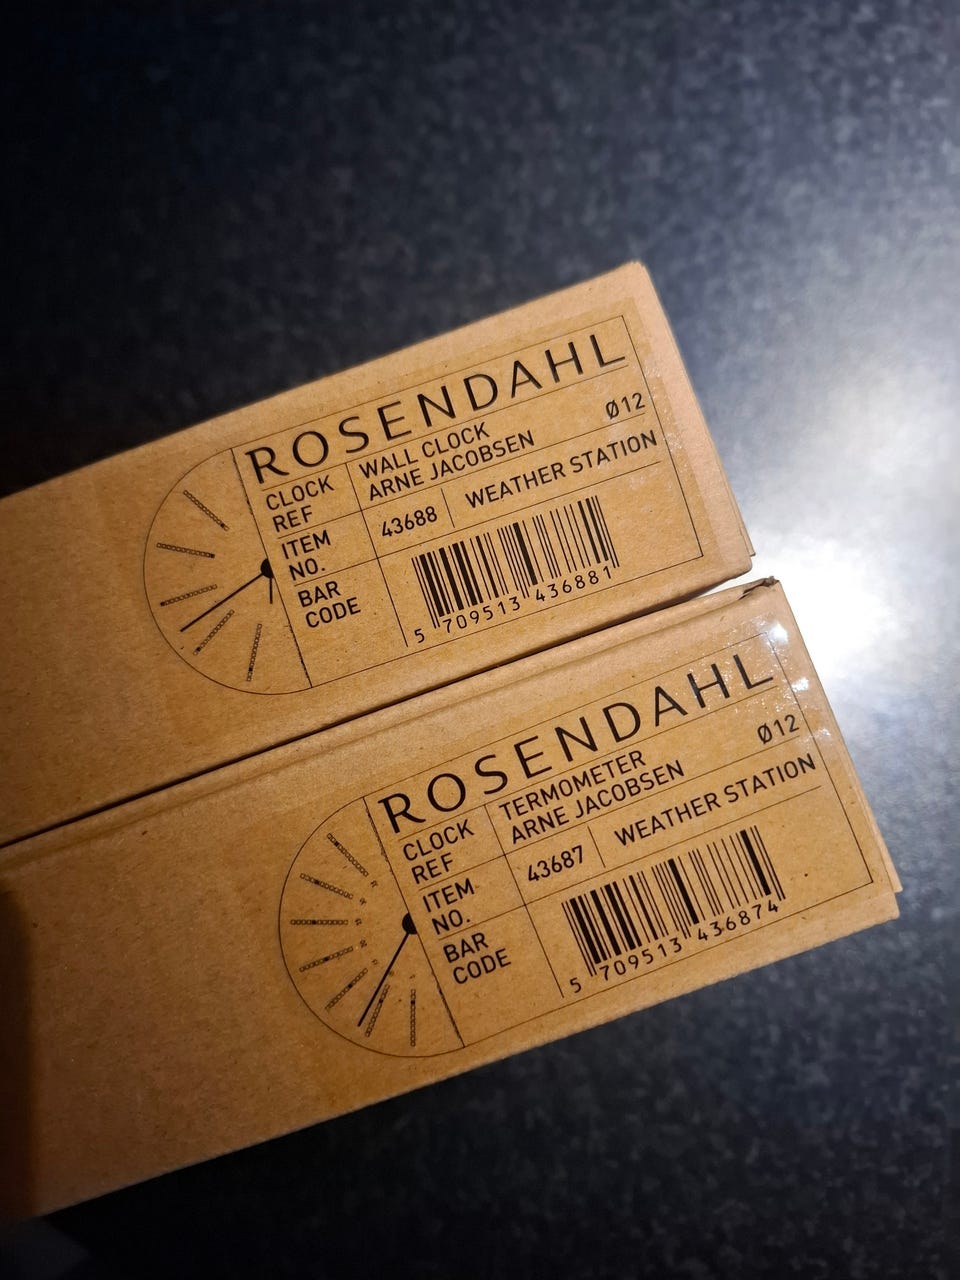 ROSENDAHL
CLOCK REF
WALL CLOCK
ARNE JACOBSEN
Ø12
ITEM NO.
43688
WEATHER STATION
BAR CODE
5 709513 436881
ROSENDAHL
CLOCK REF
TERMOMETER
ARNE JACOBSEN
Ø12
ITEM NO.
43687
WEATHER STATION
BAR CODE
5 709513 436874